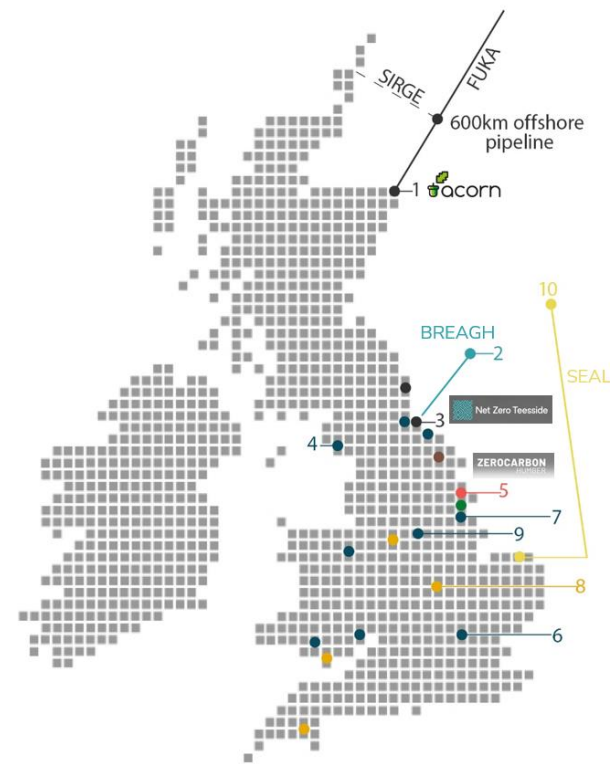 FUKA
SIRGE
600km offshore
pipeline
1 acorn
10
BREAGH
2
SEAL
3 Net Zero Teesside
4
ZEROCARBON
HUMBER
5
7
9
8
6